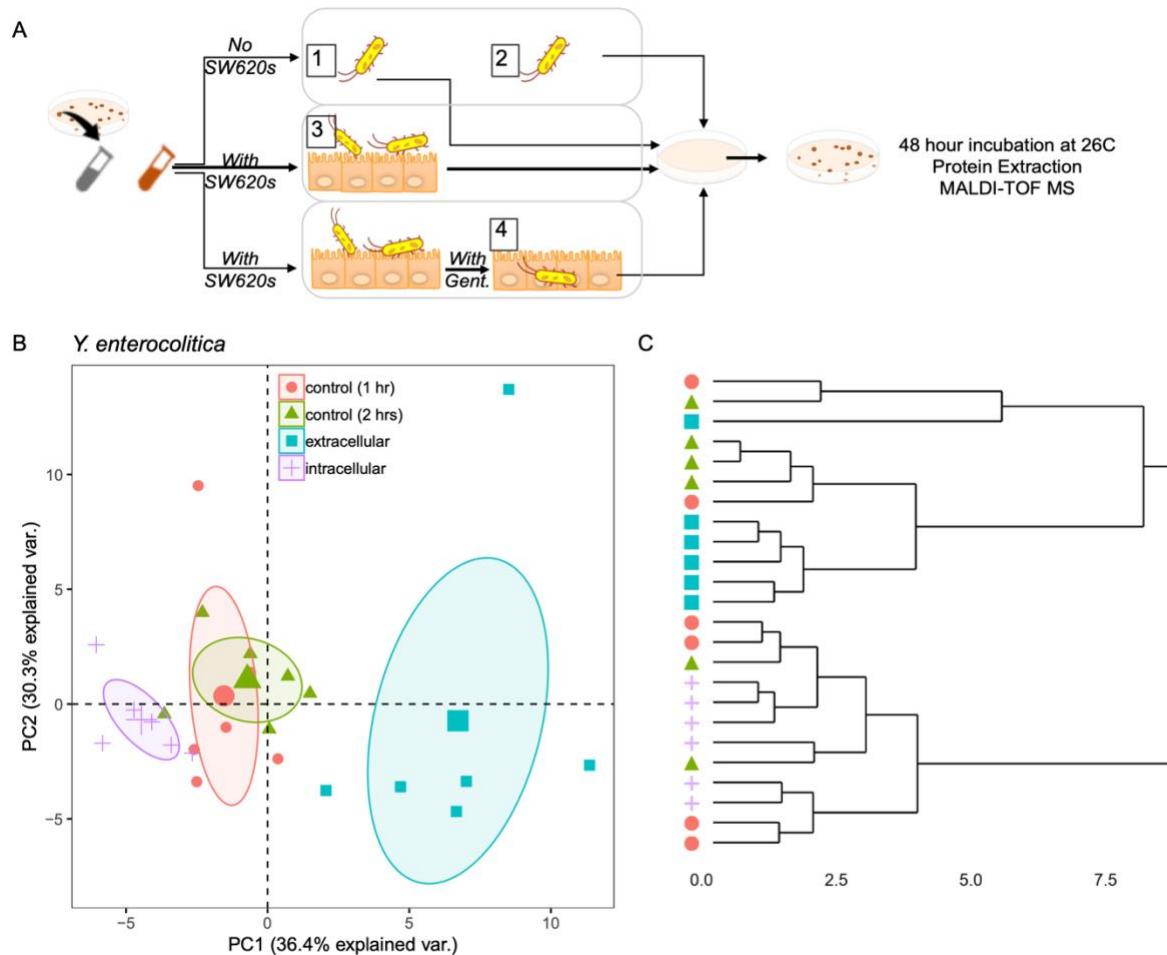 A
No
SW620s
1
2
With
SW620s
3
With
SW620s
With
Gent.
4
48 hour incubation at 26C
Protein Extraction
MALDI-TOF MS
B
Y. enterocolitica
control (1 hr)
control (2 hrs)
extracellular
intracellular
10
5
0
−5
PC2 (30.3% explained var.)
−5
0
5
10
PC1 (36.4% explained var.)
C
0.0
2.5
5.0
7.5